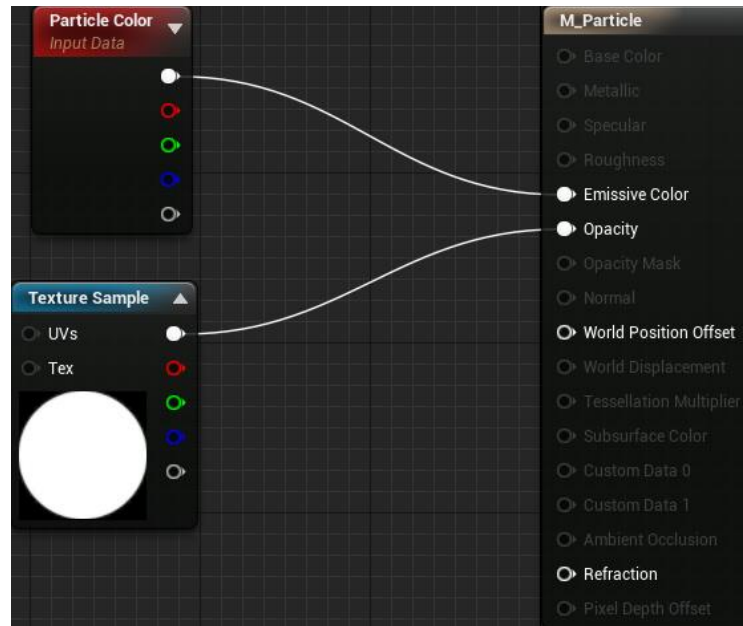 Particle Color
Input Data
Texture Sample
UVs
Tex
M_Particle
Base Color
Metallic
Specular
Roughness
Emissive Color
Opacity
Opacity Mask
Normal
World Position Offset
World Displacement
Tessellation Multiplier
Subsurface Color
Custom Data 0
Custom Data 1
Ambient Occlusion
Refraction
Pixel Depth Offset